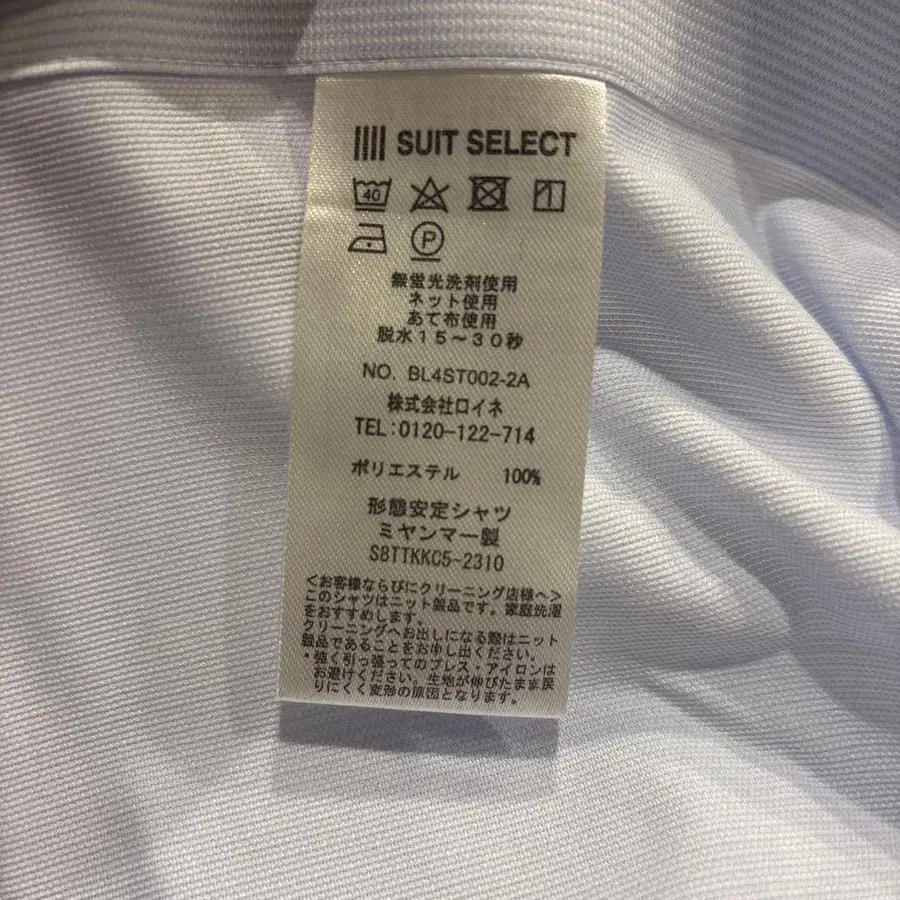 SUIT SELECT
40
P
無蛍光洗剤使用
ネット使用
あて布使用
脱水15～30秒
NO. BL4ST002-2A
株式会社ロイネ
TEL:0120-122-714
ポリエステル 100%
形態安定シャツ
ミヤンマー製
SBTTKKC5-2310
<お客様ならびにクリーニング店様へ>
このシャツはニット製品です。家庭洗濯
をおすすめします。
クリーニングへお出しになる際はニット
製品であることをお申し出ください。
・強く引っ張ってのプレス・アイロンは
お避けください。生地が伸びたまま戻
りにくく変形の原因となります。